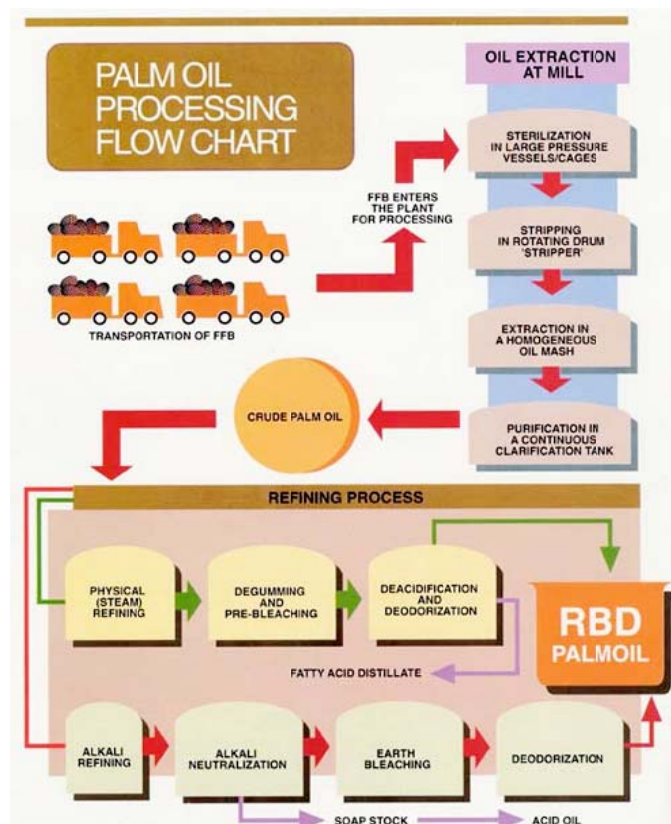 PALM OIL
PROCESSING
FLOW CHART
OIL EXTRACTION
AT MILL
STERILIZATION
IN LARGE PRESSURE
VESSELS/CAGES
FFB ENTERS
THE PLANT
FOR PROCESSING
STRIPPING
IN ROTATING DRUM
'STRIPPER'
TRANSPORTATION OF FFB
EXTRACTION IN
A HOMOGENEOUS
OIL MASH
CRUDE PALM OIL
PURIFICATION IN
A CONTINUOUS
CLARIFICATION TANK
REFINING PROCESS
PHYSICAL
(STEAM)
REFINING
DEGUMMING
AND
PRE-BLEACHING
DEACIDIFICATION
AND
DEODORIZATION
RBD
PALMOIL
FATTY ACID DISTILLATE
ALKALI
REFINING
ALKALI
NEUTRALIZATION
EARTH
BLEACHING
DEODORIZATION
SOAP STOCK
ACID OIL